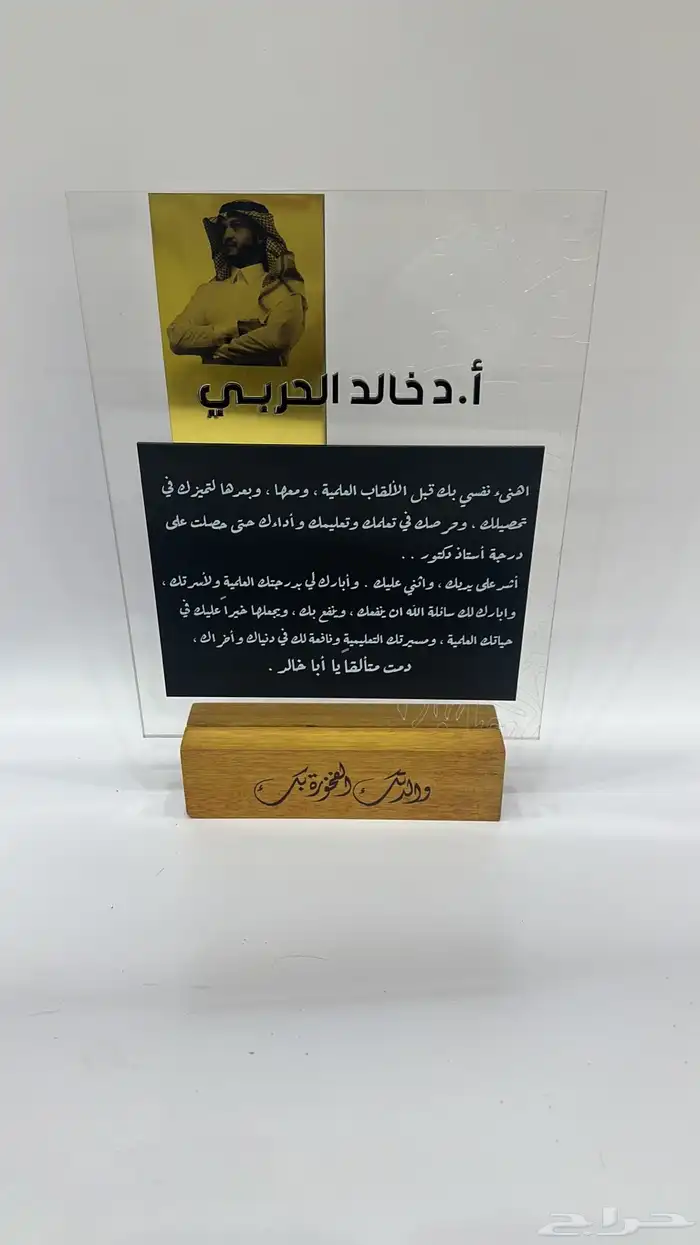 أ.د خالد الحربي
اهنىء نفسي بك قبل الألقاب العلمية ، ومعها ، وبعدها لتميزك في
تحصيلك ، وحرصك في تعلمك وتعليمك وأداءك حتى حصلت على
درجة أستاذ دكتور . .
أشد على يديك ، واثني عليك . وأبارك لي بدرجتك العلمية ولأسرتك ،
وابارك لك سائلة الله ان ينفعك ، وينفع بك ، ويجعلها خيراً عليك في
حياتك العلمية ، ومسيرتك التعليمية ونافعة لك في دنياك وأخراك ،
دمت متألقاً يا أبا خالد .
والدتك الفخورة بك
حراج